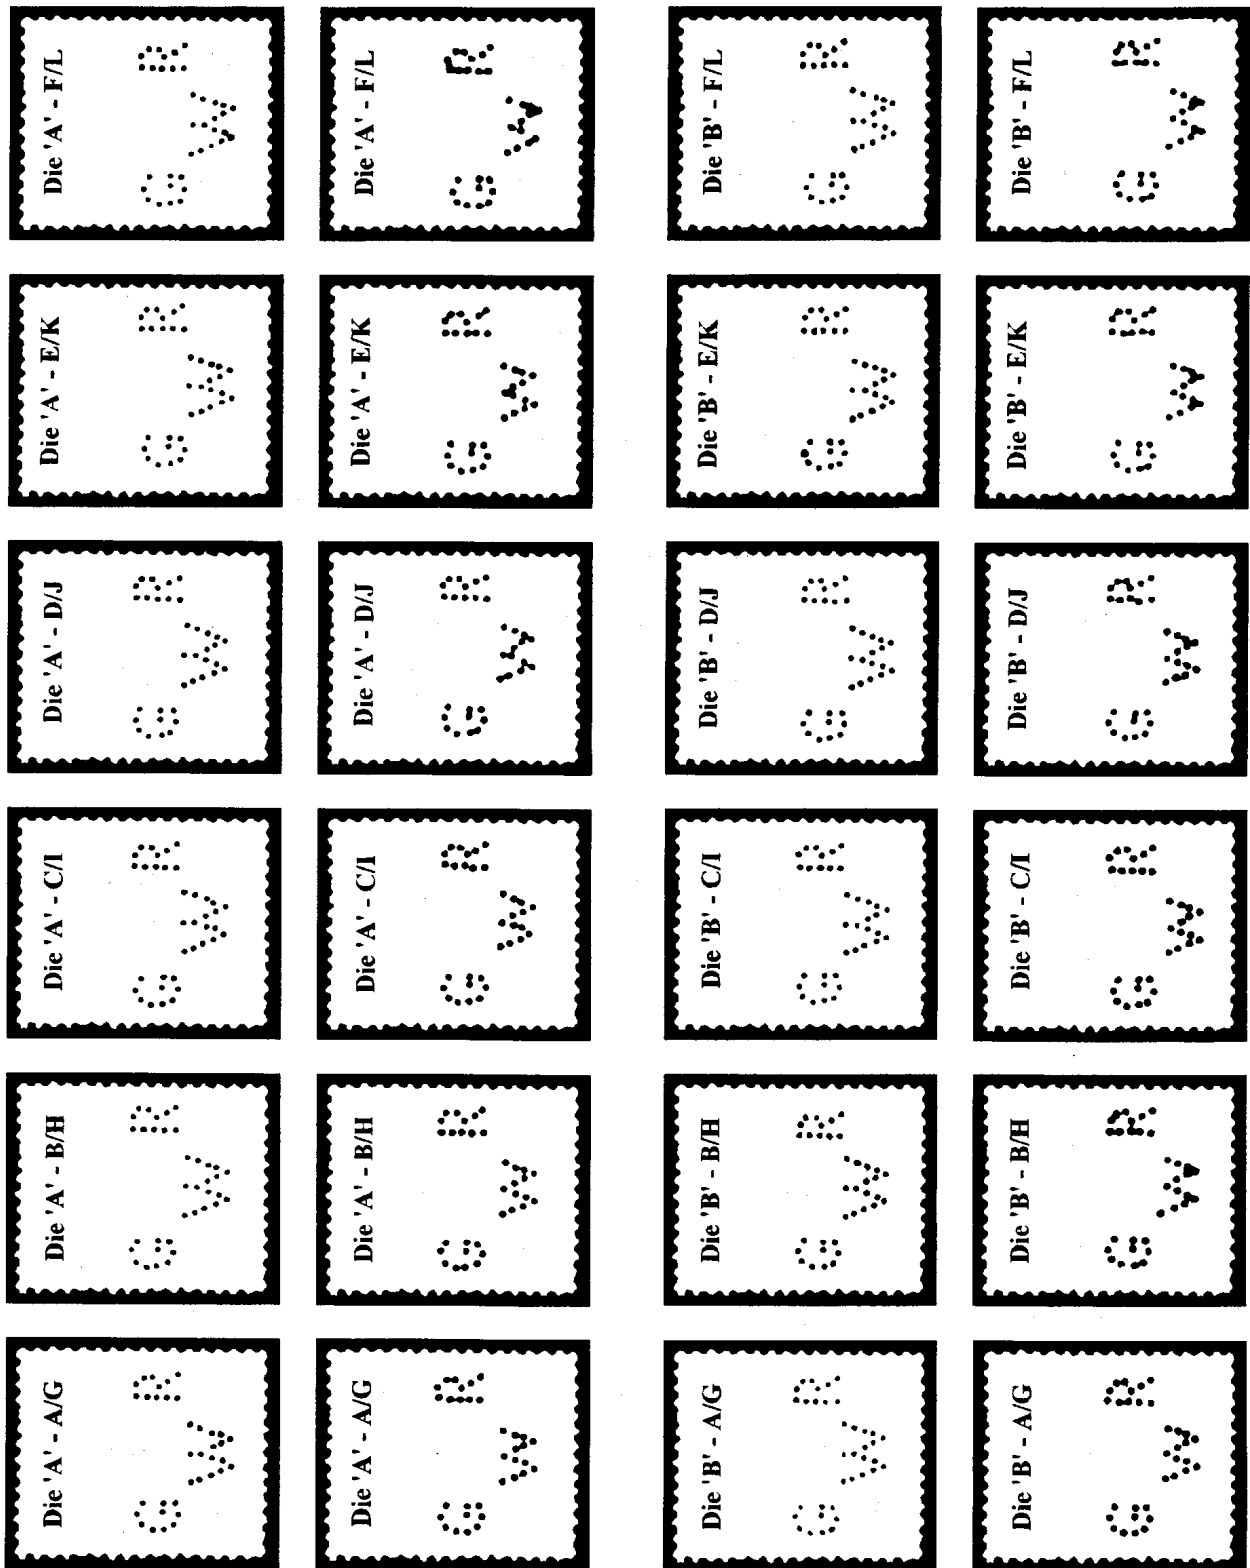 Die 'A' - A/G
G W R
Die 'A' - B/H
G W R
Die 'A' - C/I
G W R
Die 'A' - D/J
G W R
Die 'A' - E/K
G W R
Die 'A' - F/L
G W R
Die 'A' - A/G
G W R
Die 'A' - B/H
G W R
Die 'A' - C/I
G W R
Die 'A' - D/J
G W R
Die 'A' - E/K
G W R
Die 'A' - F/L
G W R
Die 'B' - A/G
G W R
Die 'B' - B/H
G W R
Die 'B' - C/I
G W R
Die 'B' - D/J
G W R
Die 'B' - E/K
G W R
Die 'B' - F/L
G W R
Die 'B' - A/G
G W R
Die 'B' - B/H
G W R
Die 'B' - C/I
G W R
Die 'B' - D/J
G W R
Die 'B' - E/K
G W R
Die 'B' - F/L
G W R